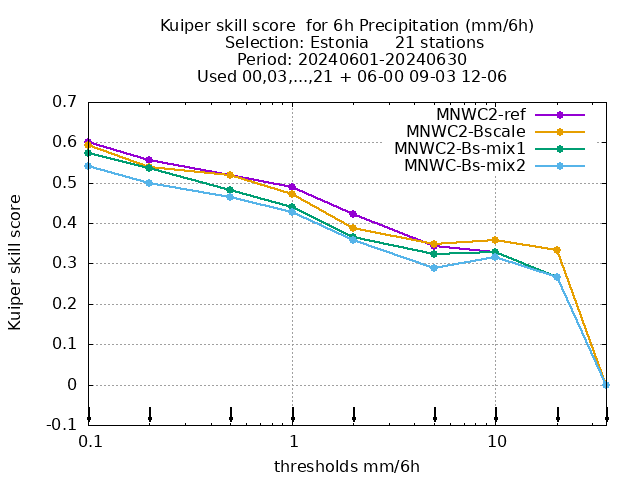 Kuiper skill score  for 6h Precipitation (mm/6h)
Selection: Estonia     21 stations
Period: 20240601-20240630
Used 00,03,...,21 + 06-00 09-03 12-06
MNWC2-ref
MNWC2-Bscale
MNWC2-Bs-mix1
MNWC-Bs-mix2
Kuiper skill score
0.7
0.6
0.5
0.4
0.3
0.2
0.1
0
-0.1
0.1
1
10
thresholds mm/6h